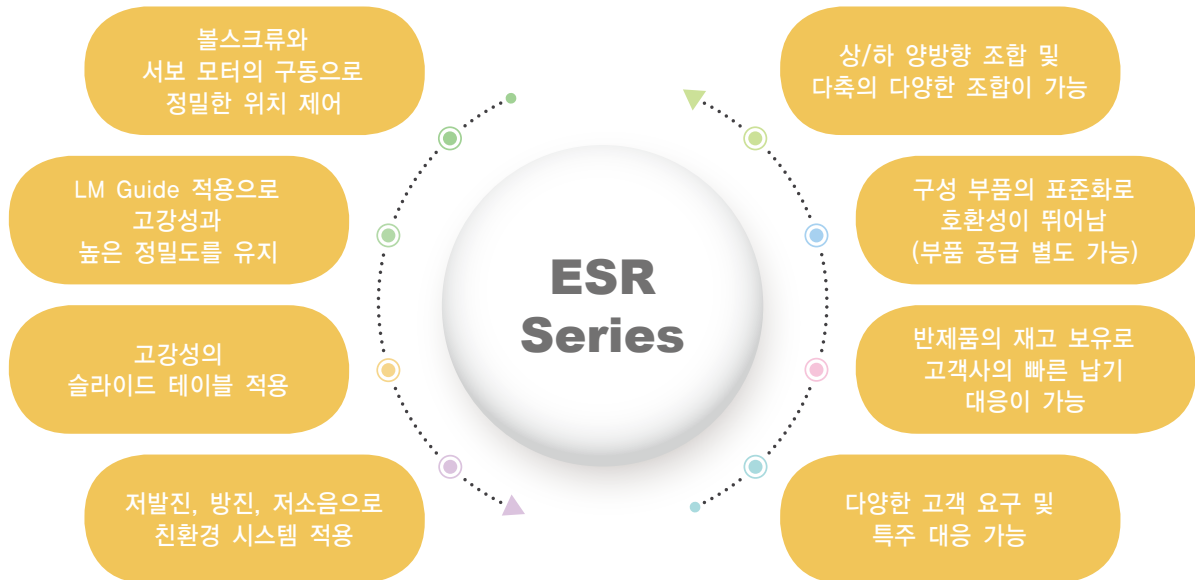 볼스크류와
서보 모터의 구동으로
정밀한 위치 제어
LM Guide 적용으로
고강성과
높은 정밀도를 유지
고강성의
슬라이드 테이블 적용
저발진, 방진, 저소음으로
친환경 시스템 적용
ESR
Series
상/하 양방향 조합 및
다축의 다양한 조합이 가능
구성 부품의 표준화로
호환성이 뛰어남
(부품 공급 별도 가능)
반제품의 재고 보유로
고객사의 빠른 납기
대응이 가능
다양한 고객 요구 및
특주 대응 가능